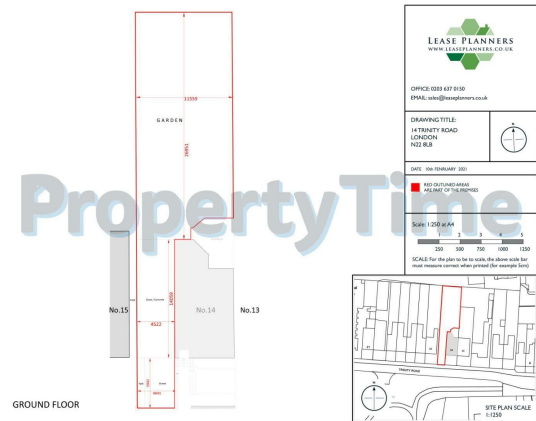 LEASE PLANNERS
WWW.LEASEPLANNERS.CO.UK
OFFICE: 0203 637 0150
EMAIL: sales@leaseplanners.co.uk
DRAWING TITLE:
14 TRINITY ROAD
LONDON
N22 8LB
N
DATE 10th FENRUARY 2021
RED OUTLINED AREAS
ARE PART OF THE PREMISES
Scale: 1:250 at A4
1 2 3 4 5
250 500 750 1000 1250
SCALE: For the plan to be to scale, the above scale bar
must measure correct when printed (for example 5cm)
11559
GARDEN
26951
PropertyTime
14059
No.15
No.14
No.13
4522
GROUND FLOOR
TRINITY ROAD
N
SITE PLAN SCALE
1:1250